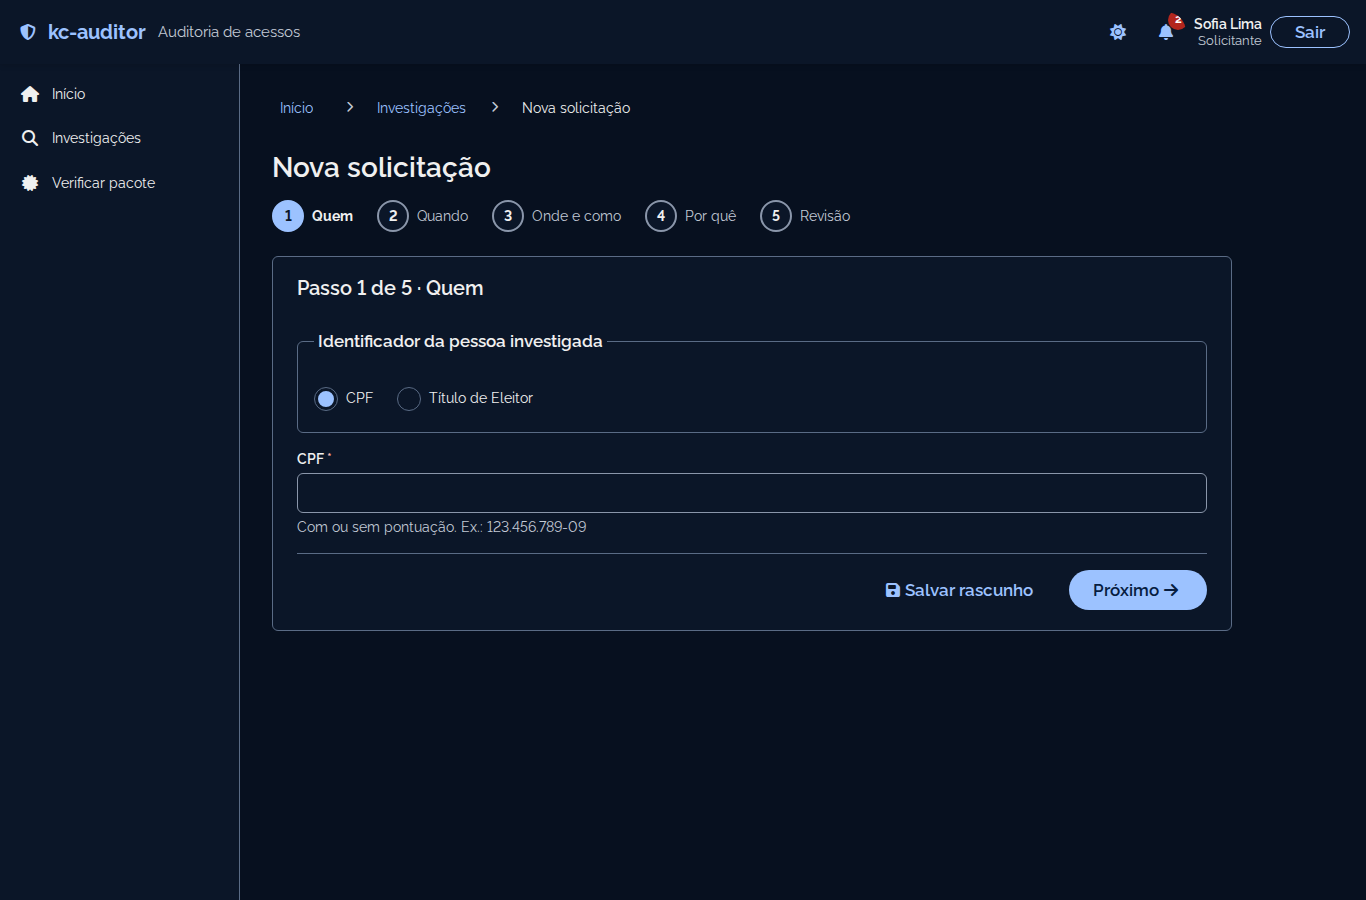 kc-auditor Auditoria de acessos
2
Sofia Lima
Solicitante
Sair
Início
Investigações
Verificar pacote
Início > Investigações > Nova solicitação
Nova solicitação
1 Quem 2 Quando 3 Onde e como 4 Por quê 5 Revisão
Passo 1 de 5 · Quem
Identificador da pessoa investigada
CPF Título de Eleitor
CPF *
Com ou sem pontuação. Ex.: 123.456.789-09
Salvar rascunho Próximo →